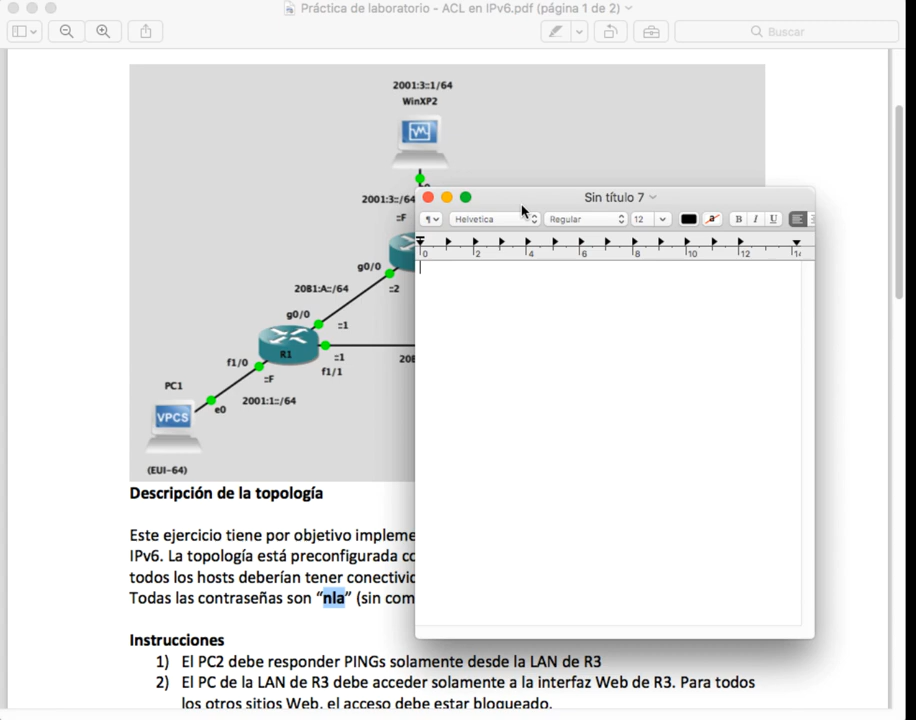 Práctica de laboratorio - ACL en IPv6.pdf (página 1 de 2)
Buscar
2001:3::1/64
WinXP2
2001:3::/64
::F
g0/0
::2
20B1:A::/64
g0/0
::1
R1
::1
f1/0
f1/1
::F
PC1
e0
2001:1::/64
VPCS
(EUI-64)
Sin título 7
Helvetica
Regular
12
B I U
0 2 4 6 8 10 12
Descripción de la topología
Este ejercicio tiene por objetivo impleme
IPv6. La topología está preconfigurada co
todos los hosts deberían tener conectivid
Todas las contraseñas son “nla” (sin com
Instrucciones
1) El PC2 debe responder PINGs solamente desde la LAN de R3
2) El PC de la LAN de R3 debe acceder solamente a la interfaz Web de R3. Para todos
los otros sitios Web, el acceso debe estar bloqueado.